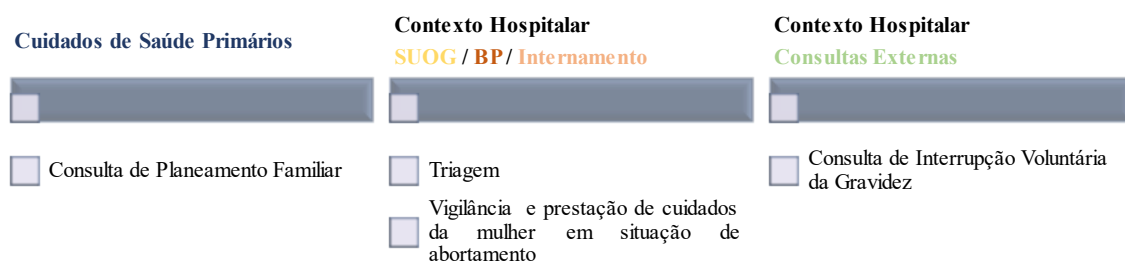 Cuidados de Saúde Primários
Consulta de Planeamento Familiar
Contexto Hospitalar
SUOG / BP / Internamento
Triagem
Vigilância e prestação de cuidados
da mulher em situação de
abortamento
Contexto Hospitalar
Consultas Externas
Consulta de Interrupção Voluntária
da Gravidez